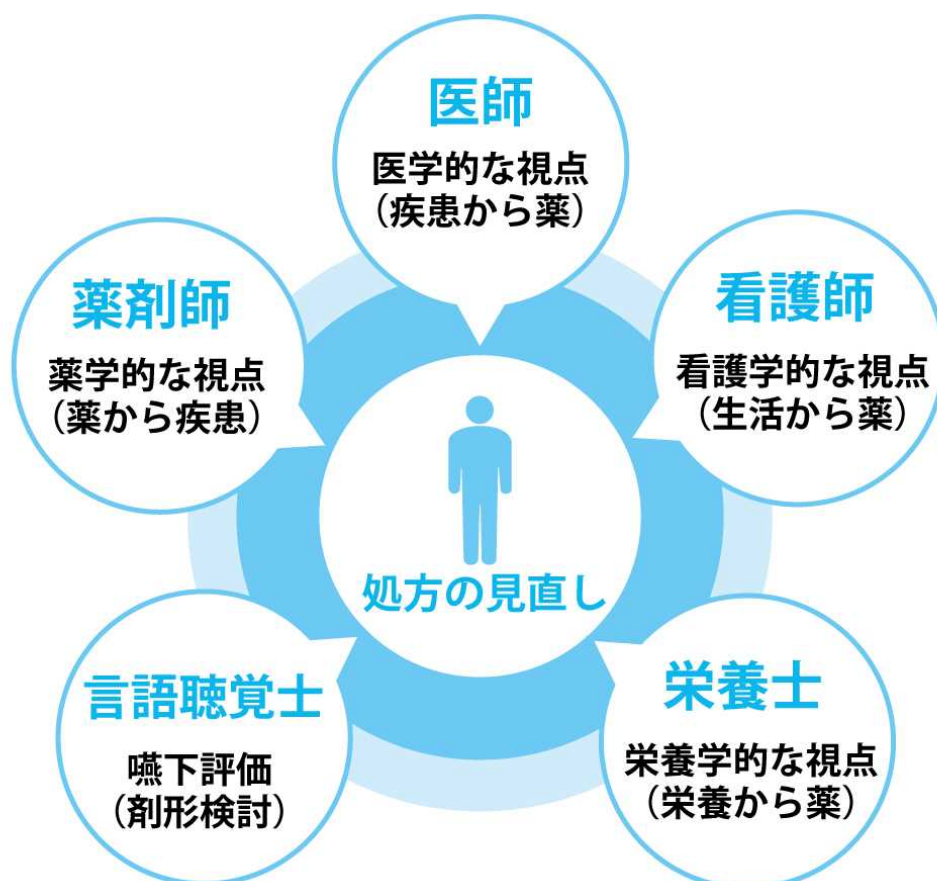 医師
医学的な視点
（疾患から薬）
看護師
看護学的な視点
（生活から薬）
栄養士
栄養学的な視点
（栄養から薬）
言語聴覚士
嚥下評価
（剤形検討）
薬剤師
薬学的な視点
（薬から疾患）
処方の見直し